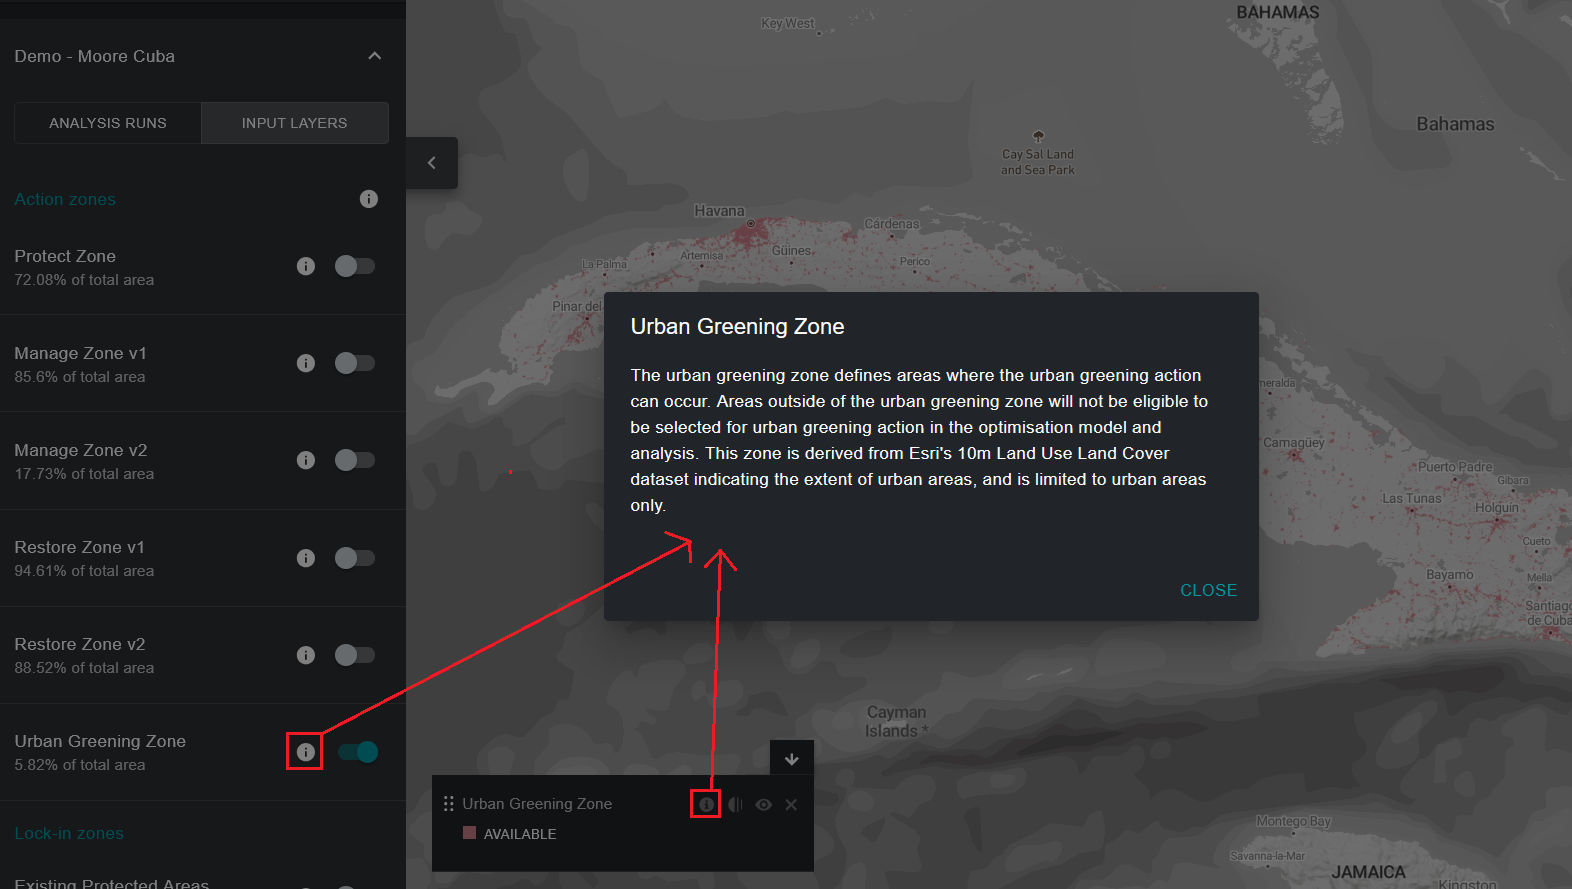 Demo - Moore Cuba
ANALYSIS RUNS
INPUT LAYERS
Action zones
Protect Zone
72.08% of total area
Manage Zone v1
85.6% of total area
Manage Zone v2
17.73% of total area
Restore Zone v1
94.61% of total area
Restore Zone v2
88.52% of total area
Urban Greening Zone
5.82% of total area
Lock-in zones
Existing Protected Areas
Key West
BAHAMAS
Bahamas
Cay Sal Land
and Sea Park
Havana
Cárdenas
Artemisa
Güines
La Palma
Perico
Pinar del
Urban Greening Zone
The urban greening zone defines areas where the urban greening action
can occur. Areas outside of the urban greening zone will not be eligible to
be selected for urban greening action in the optimisation model and
analysis. This zone is derived from Esri's 10m Land Use Land Cover
dataset indicating the extent of urban areas, and is limited to urban areas
only.
CLOSE
meralda
Camagüey
Puerto Padre
Gibara
Las Tunas
Holguín
Cueto
Bayamo
Mella
Santiago
de Cuba
Cayman
Islands *
Urban Greening Zone
AVAILABLE
Montego Bay
Savanna-la-Mar
JAMAICA
Kingston